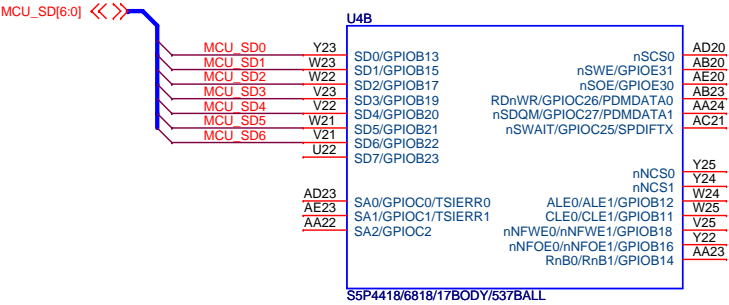 MCU_SD[6:0]
U4B
MCU_SD0 Y23 SD0/GPIOB13
MCU_SD1 W23 SD1/GPIOB15
MCU_SD2 W22 SD2/GPIOB17
MCU_SD3 V23 SD3/GPIOB19
MCU_SD4 V22 SD4/GPIOB20
MCU_SD5 W21 SD5/GPIOB21
MCU_SD6 V21 SD6/GPIOB22
U22 SD7/GPIOB23
AD23 SA0/GPIOC0/TSIERR0
AE23 SA1/GPIOC1/TSIERR1
AA22 SA2/GPIOC2
nSCS0 AD20
nSWE/GPIOE31 AB20
nSOE/GPIOE30 AE20
RDnWR/GPIOC26/PDMDATA0 AB23
nSDQM/GPIOC27/PDMDATA1 AA24
nSWAIT/GPIOC25/SPDIFTX AC21
nNCS0 Y25
nNCS1 Y24
ALE0/ALE1/GPIOB12 W24
CLE0/CLE1/GPIOB11 W25
nNFWE0/nNFWE1/GPIOB18 V25
nNFOE0/nNFOE1/GPIOB16 Y22
RnB0/RnB1/GPIOB14 AA23
S5P4418/6818/17BODY/537BALL